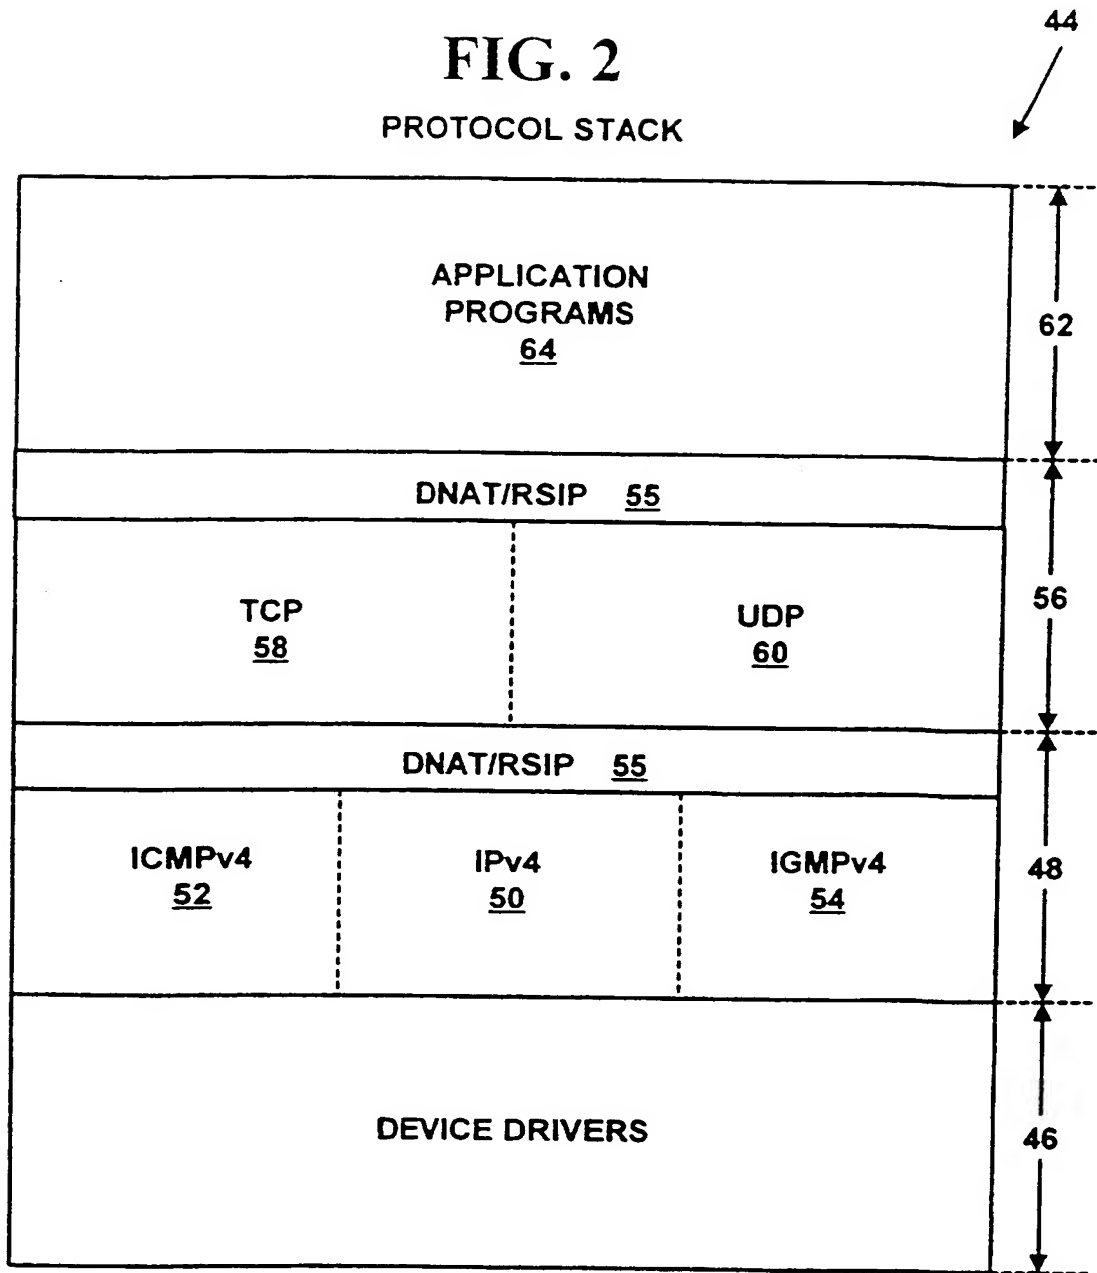 44
FIG. 2
PROTOCOL STACK
APPLICATION
PROGRAMS
64
62
DNAT/RSIP 55
TCP
58
UDP
60
56
DNAT/RSIP 55
ICMPv4
52
IPv4
50
IGMPv4
54
48
DEVICE DRIVERS
46